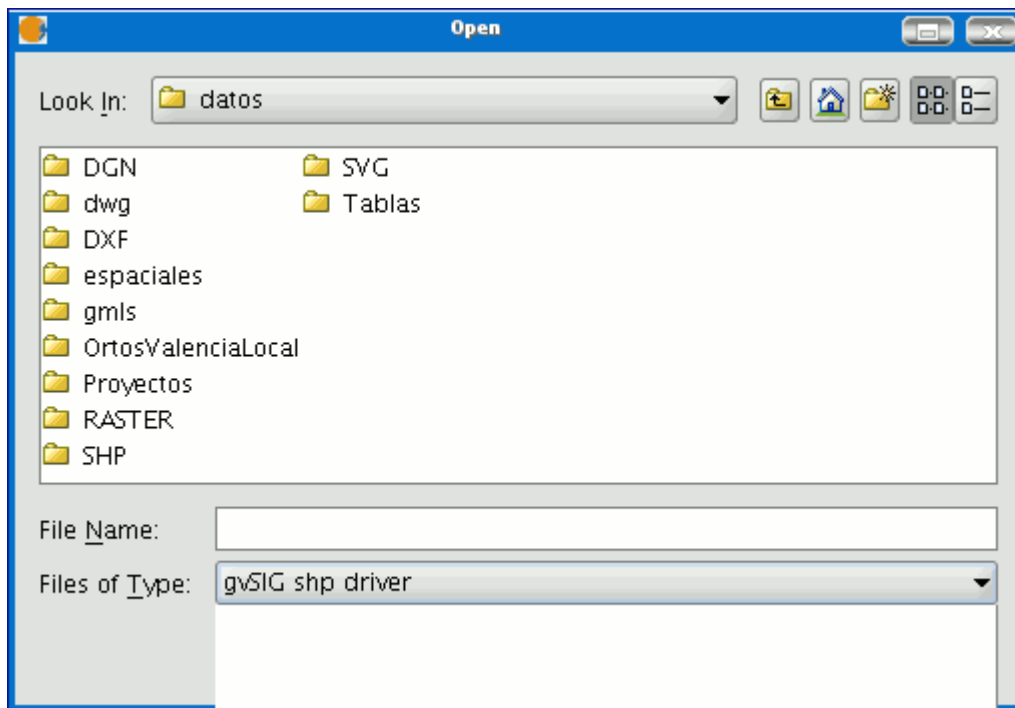 Open
Look In: datos
DGN SVG
dwg Tablas
DXF
espaciales
gmls
OrtosValenciaLocal
Proyectos
RASTER
SHP
File Name:
Files of Type: gvSIG shp driver